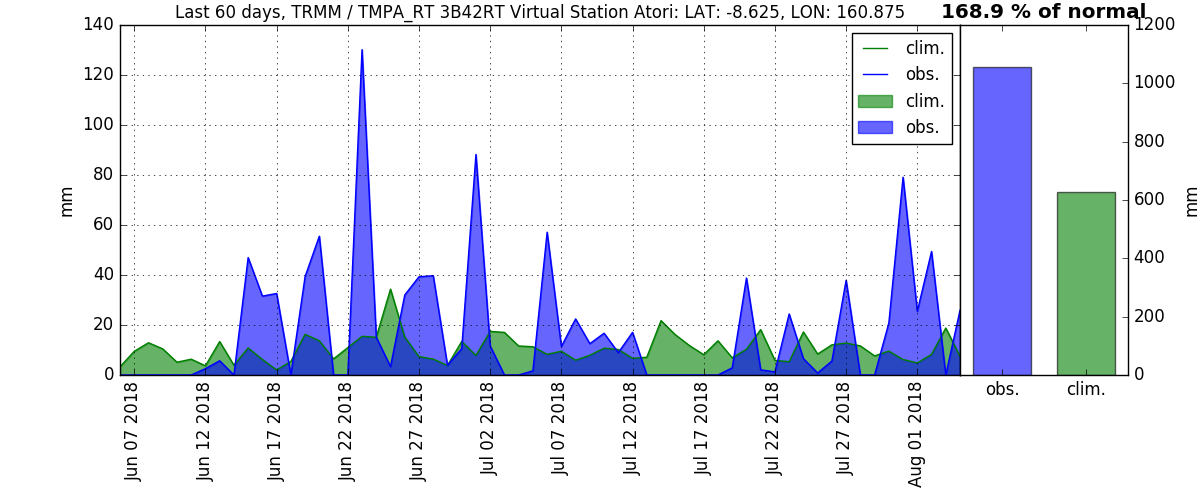 Last 60 days, TRMM / TMPA_RT 3B42RT Virtual Station Atori: LAT: -8.625, LON: 160.875
168.9 % of normal
140
120
100
80
60
40
20
0
mm
clim.
obs.
clim.
obs.
Jun 07 2018
Jun 12 2018
Jun 17 2018
Jun 22 2018
Jun 27 2018
Jul 02 2018
Jul 07 2018
Jul 12 2018
Jul 17 2018
Jul 22 2018
Jul 27 2018
Aug 01 2018
1200
1000
800
600
400
200
0
mm
obs.
clim.